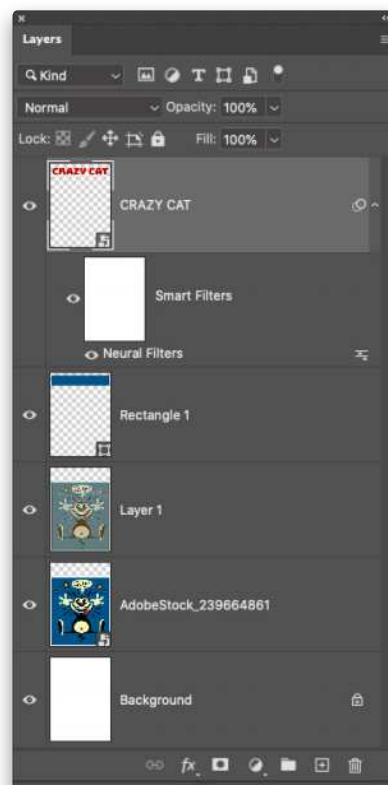 Layers
Kind
Normal Opacity: 100%
Lock: Fill: 100%
CRAZY CAT
CRAZY CAT
Smart Filters
Neural Filters
Rectangle 1
Layer 1
AdobeStock_239664861
Background
fx